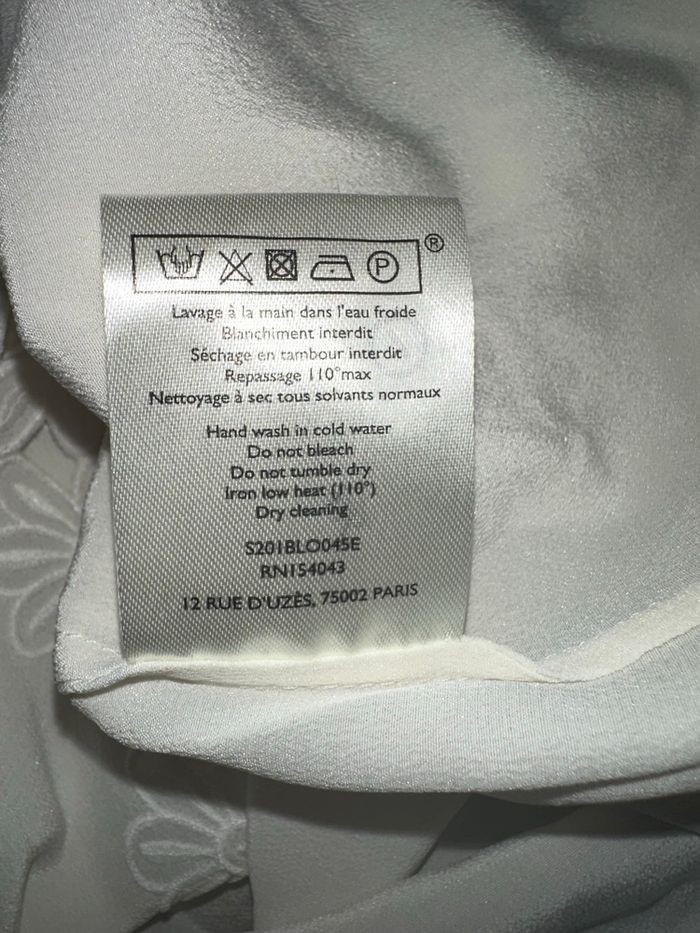 ®
P
Lavage à la main dans l'eau froide
Blanchiment interdit
Séchage en tambour interdit
Repassage 110° max
Nettoyage à sec tous solvants normaux
Hand wash in cold water
Do not bleach
Do not tumble dry
Iron low heat (110°)
Dry cleaning
S201BLO045E
RN154043
12 RUE D'UZÈS, 75002 PARIS